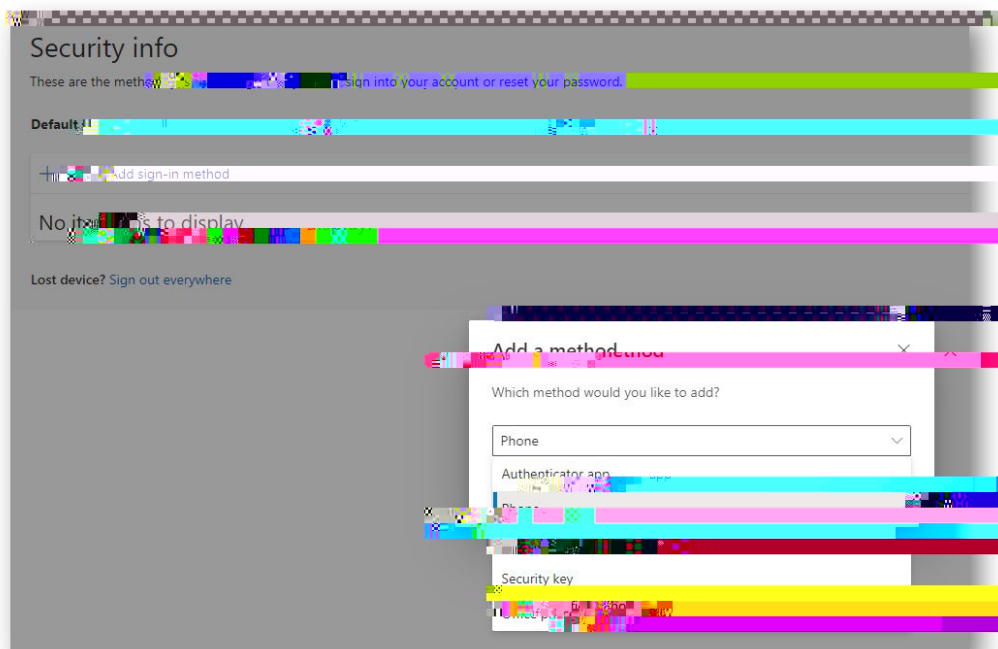 Security info
These are the sign into your account or reset your password.
Default
Add sign-in method
No to display
Lost device? Sign out everywhere
Add a method
Which method would you like to add?
Phone
Authenticator app
Phone
Security key